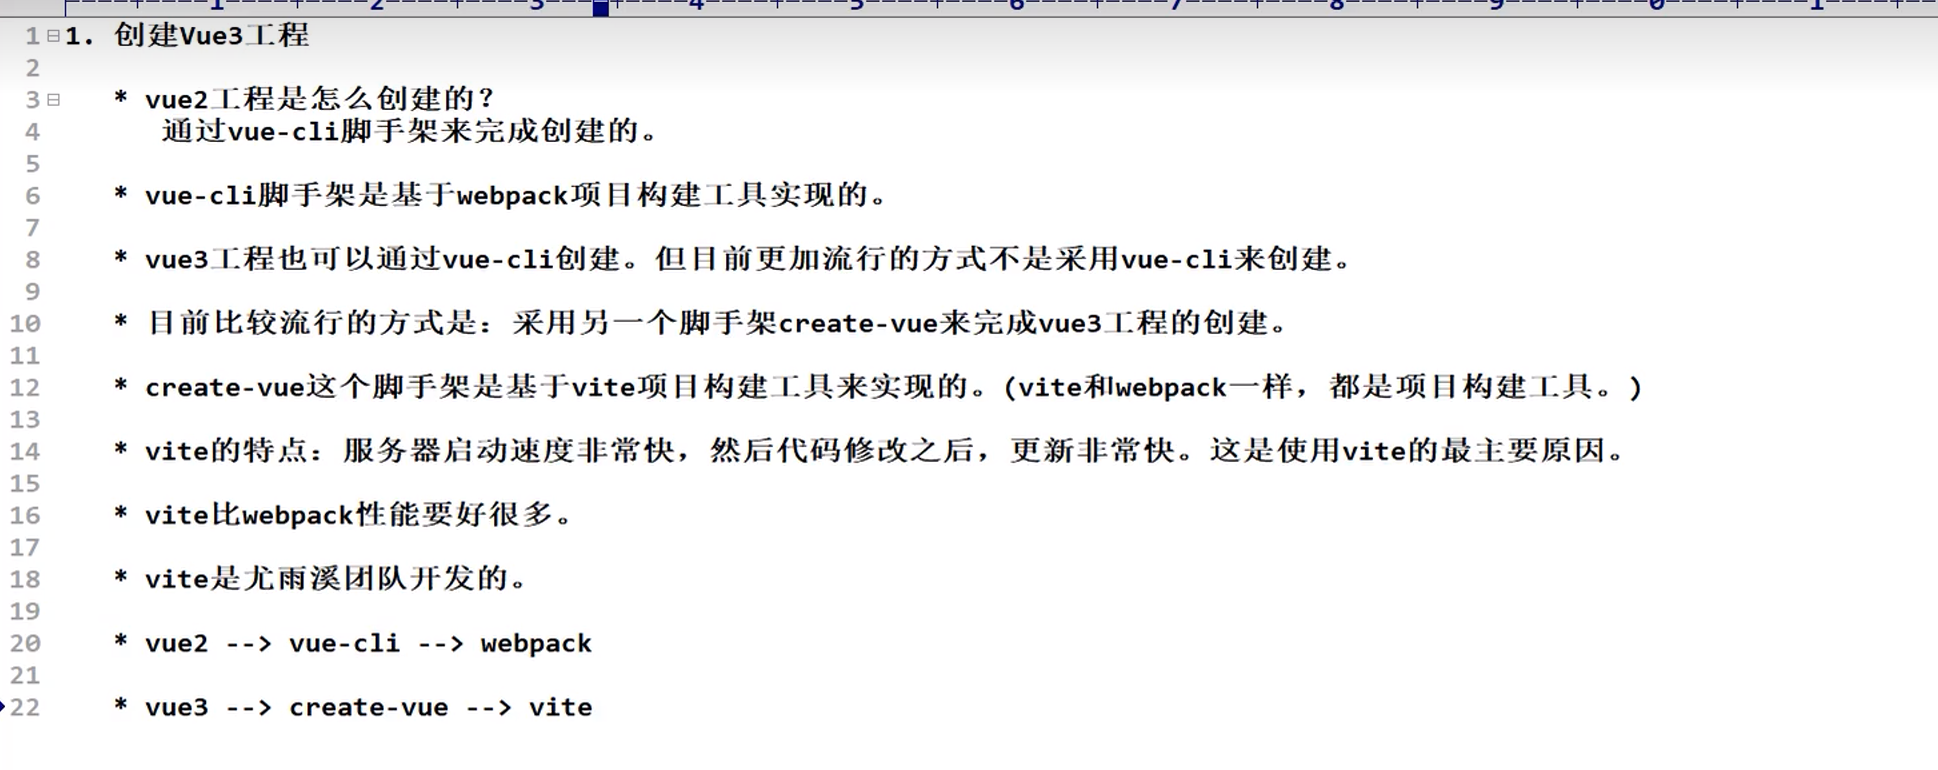 1 1. 创建Vue3工程
2
3 * vue2工程是怎么创建的?
4 通过vue-cli脚手架来完成创建的。
5
6 * vue-cli脚手架是基于webpack项目构建工具实现的。
7
8 * vue3工程也可以通过vue-cli创建。但目前更加流行的方式不是采用vue-cli来创建。
9
10 * 目前比较流行的方式是：采用另一个脚手架create-vue来完成vue3工程的创建。
11
12 * create-vue这个脚手架是基于vite项目构建工具来实现的。(vite和webpack一样，都是项目构建工具。)
13
14 * vite的特点：服务器启动速度非常快，然后代码修改之后，更新非常快。这是使用vite的最主要原因。
15
16 * vite比webpack性能要好很多。
17
18 * vite是尤雨溪团队开发的。
19
20 * vue2 --> vue-cli --> webpack
21
22 * vue3 --> create-vue --> vite